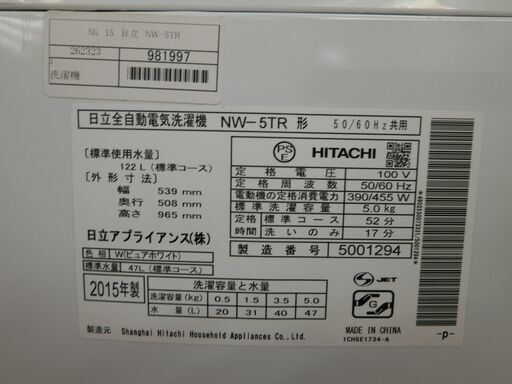 5K 15 日立 NW-5TR
262323
981997
2
洗濯機
日立全自動電気洗濯機 NW-5TR 形 50/60Hz共用
[標準使用水量]
122 L (標準コース)
[外形寸法]
幅 539 mm
奥行 508 mm
高さ 965 mm
日立アプライアンス(株)
PS E HITACHI
定格電圧 100 V
定格周波数 50/60 Hz
電動機の定格消費電力 390/455 W
標準洗濯容量 5.0kg
定格 標準コース 52分
時間 洗いのみ 17分
製造番号 5001294
色相 W(ピュアホワイト)
標準水量 47L (標準コース)
2015年製
洗濯容量と水量
洗濯容量(kg) 0.5 1.5 3.5 5.0
水量(L) 20 31 40 47
S JET
G
MADE IN CHINA
1CHSE1734-A
製造元 Shanghai Hitachi Household Appliances Co., Ltd.
-p-